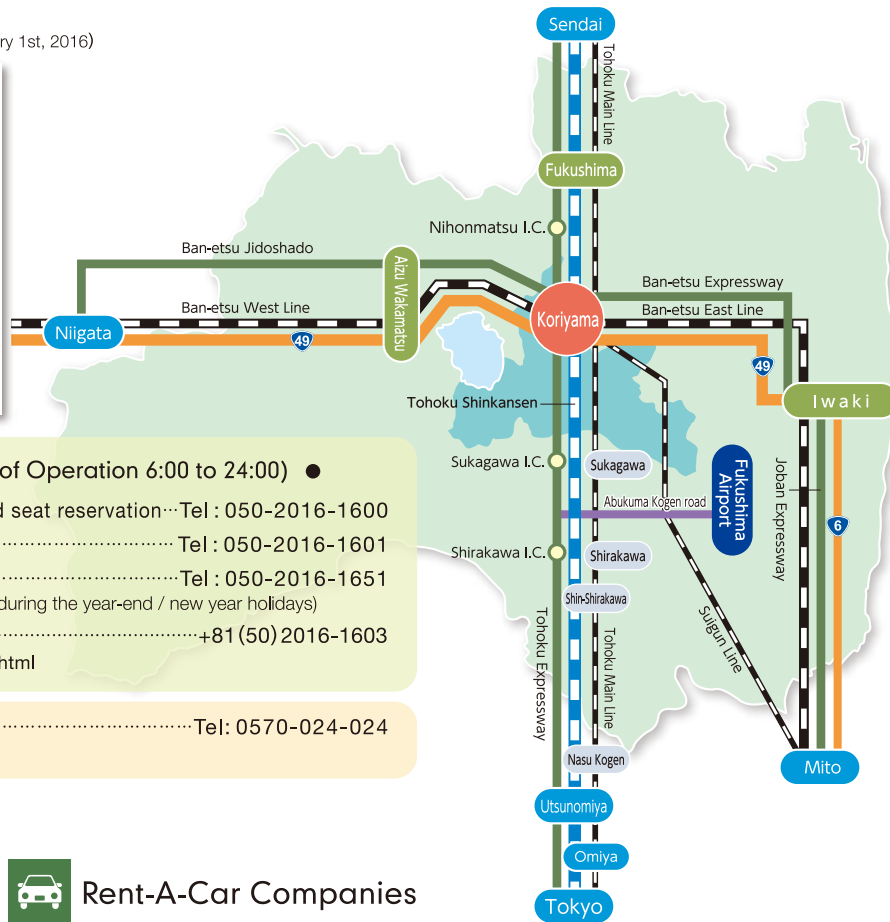 ry 1st, 2016)
Sendai
Tohoku Main Line
Fukushima
Nihonmatsu I.C.
Ban-etsu Jidoshado
Aizu Wakamatsu
Ban-etsu Expressway
Ban-etsu West Line
Koriyama
Ban-etsu East Line
Niigata
49
49
Iwaki
Tohoku Shinkansen
of Operation 6:00 to 24:00) ●
Sukagawa I.C.
Sukagawa
Fukushima Airport
Joban Expressway
d seat reservation…Tel : 050-2016-1600
Abukuma Kogen road
6
Tel : 050-2016-1601
Shirakawa I.C.
Shirakawa
Tel : 050-2016-1651
during the year-end / new year holidays)
Shin-Shirakawa
+81(50)2016-1603
Suigun Line
html
Tohoku Expressway
Tohoku Main Line
Tel: 0570-024-024
Nasu Kogen
Mito
Utsunomiya
Omiya
Rent-A-Car Companies
Tokyo